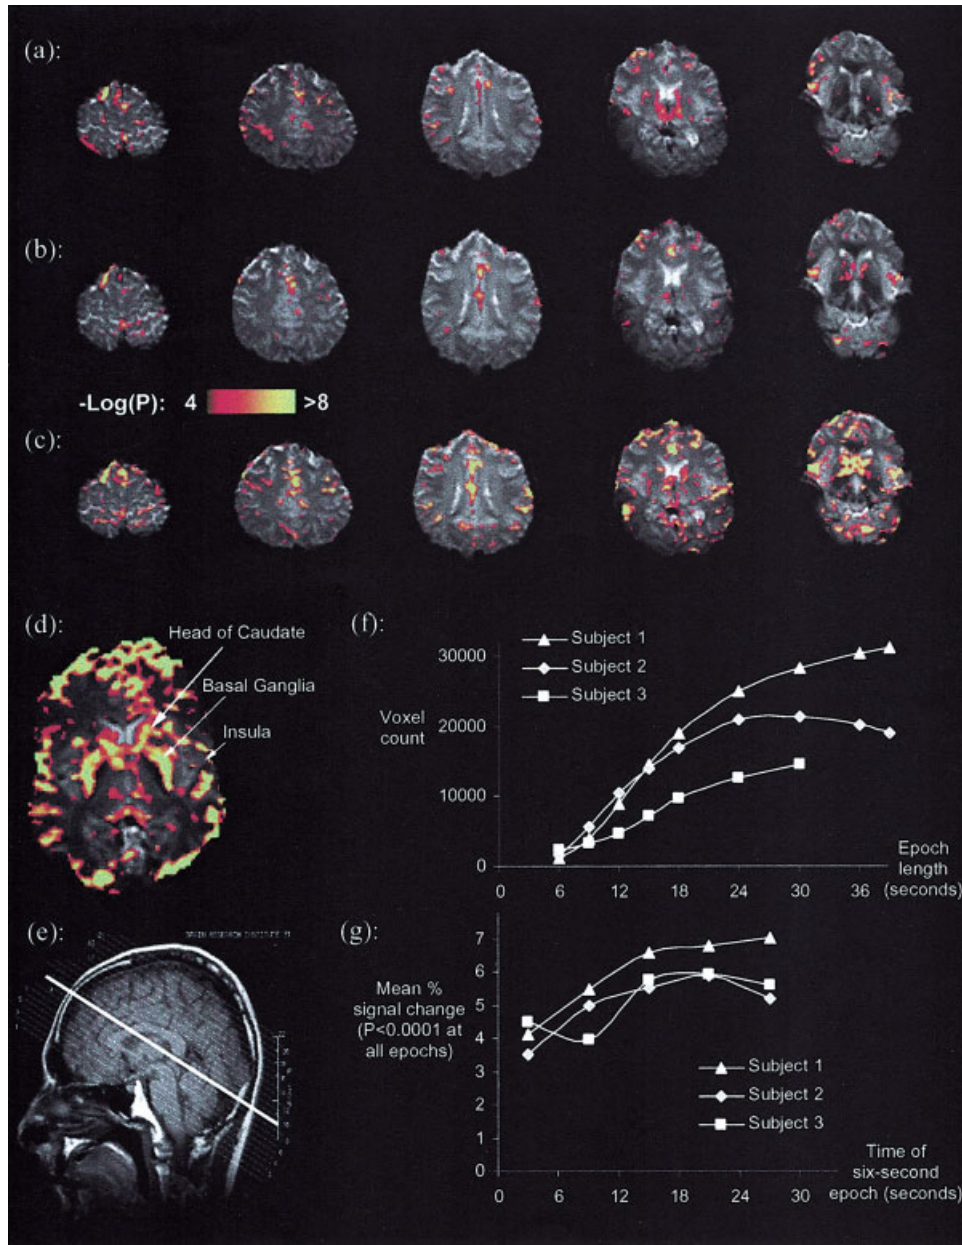 (a):
(b):
-Log(P): 4 >8
(c):
(d):
Head of Caudate
Basal Ganglia
Insula
(f):
Subject 1
Subject 2
Subject 3
Voxel
count
30000
20000
10000
0
0 6 12 18 24 30 36
Epoch
length
(seconds)
(e):
BRAIN RESEARCH INSTITUTE
(g):
Mean %
signal change
(P<0.0001 at
all epochs)
7
6
5
4
3
2
1
0
Subject 1
Subject 2
Subject 3
0 6 12 18 24 30
Time of
six-second
epoch (seconds)